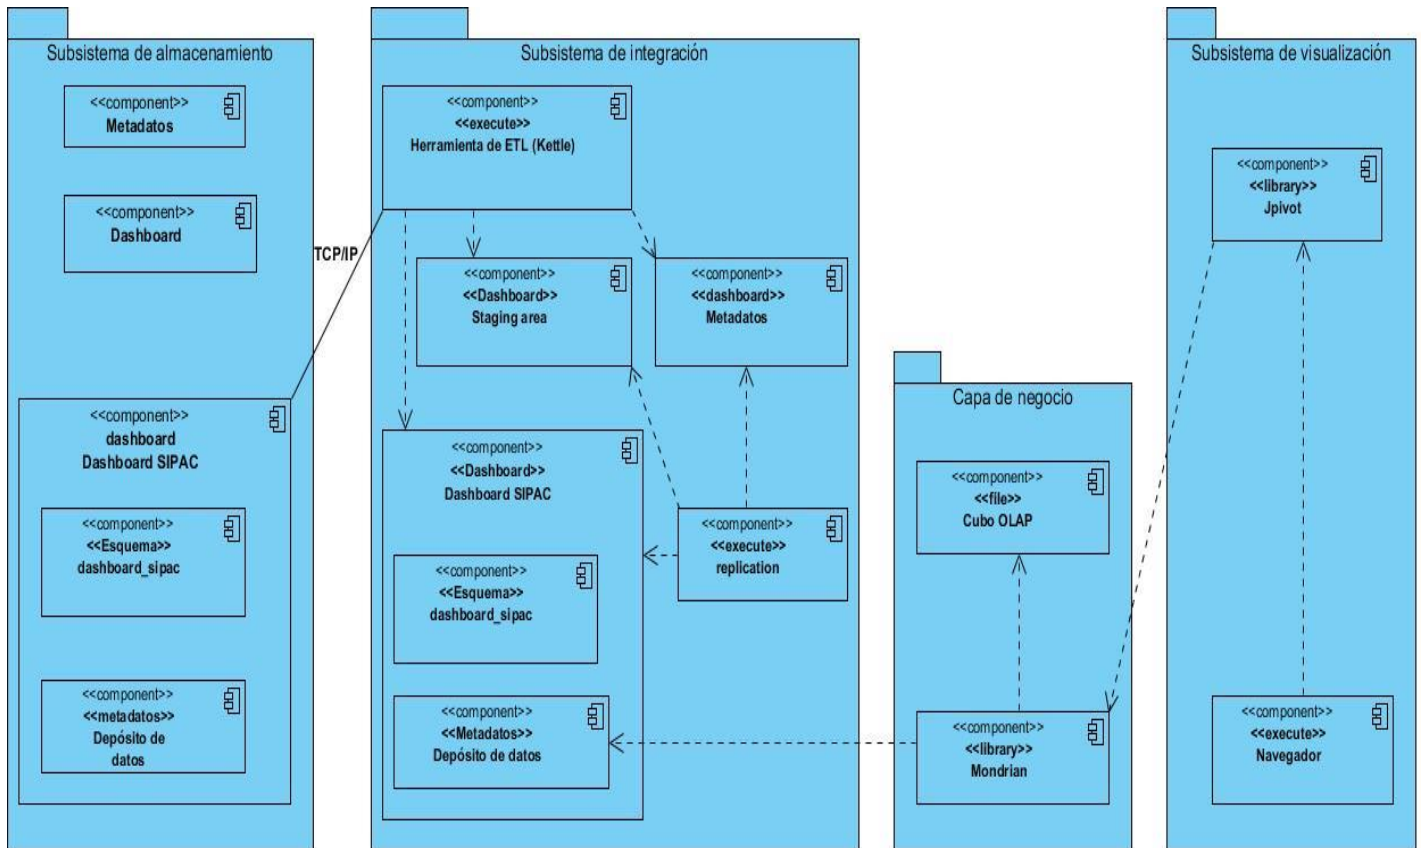 Subsistema de almacenamiento
<<component>>
Metadatos
<<component>>
Dashboard
TCP/IP
<<component>>
dashboard
Dashboard SIPAC
<<component>>
<<Esquema>>
dashboard_sipac
<<component>>
<<metadatos>>
Depósito de
datos
Subsistema de integración
<<component>>
<<execute>>
Herramienta de ETL (Kettle)
<<component>>
<<Dashboard>>
Staging area
<<component>>
<<dashboard>>
Metadatos
<<component>>
<<Dashboard>>
Dashboard SIPAC
<<component>>
<<execute>>
replication
<<component>>
<<Esquema>>
dashboard_sipac
<<component>>
<<Metadatos>>
Depósito de datos
Capa de negocio
<<component>>
<<file>>
Cubo OLAP
<<component>>
<<library>>
Mondrian
Subsistema de visualización
<<component>>
<<library>>
Jpivot
<<component>>
<<execute>>
Navegador